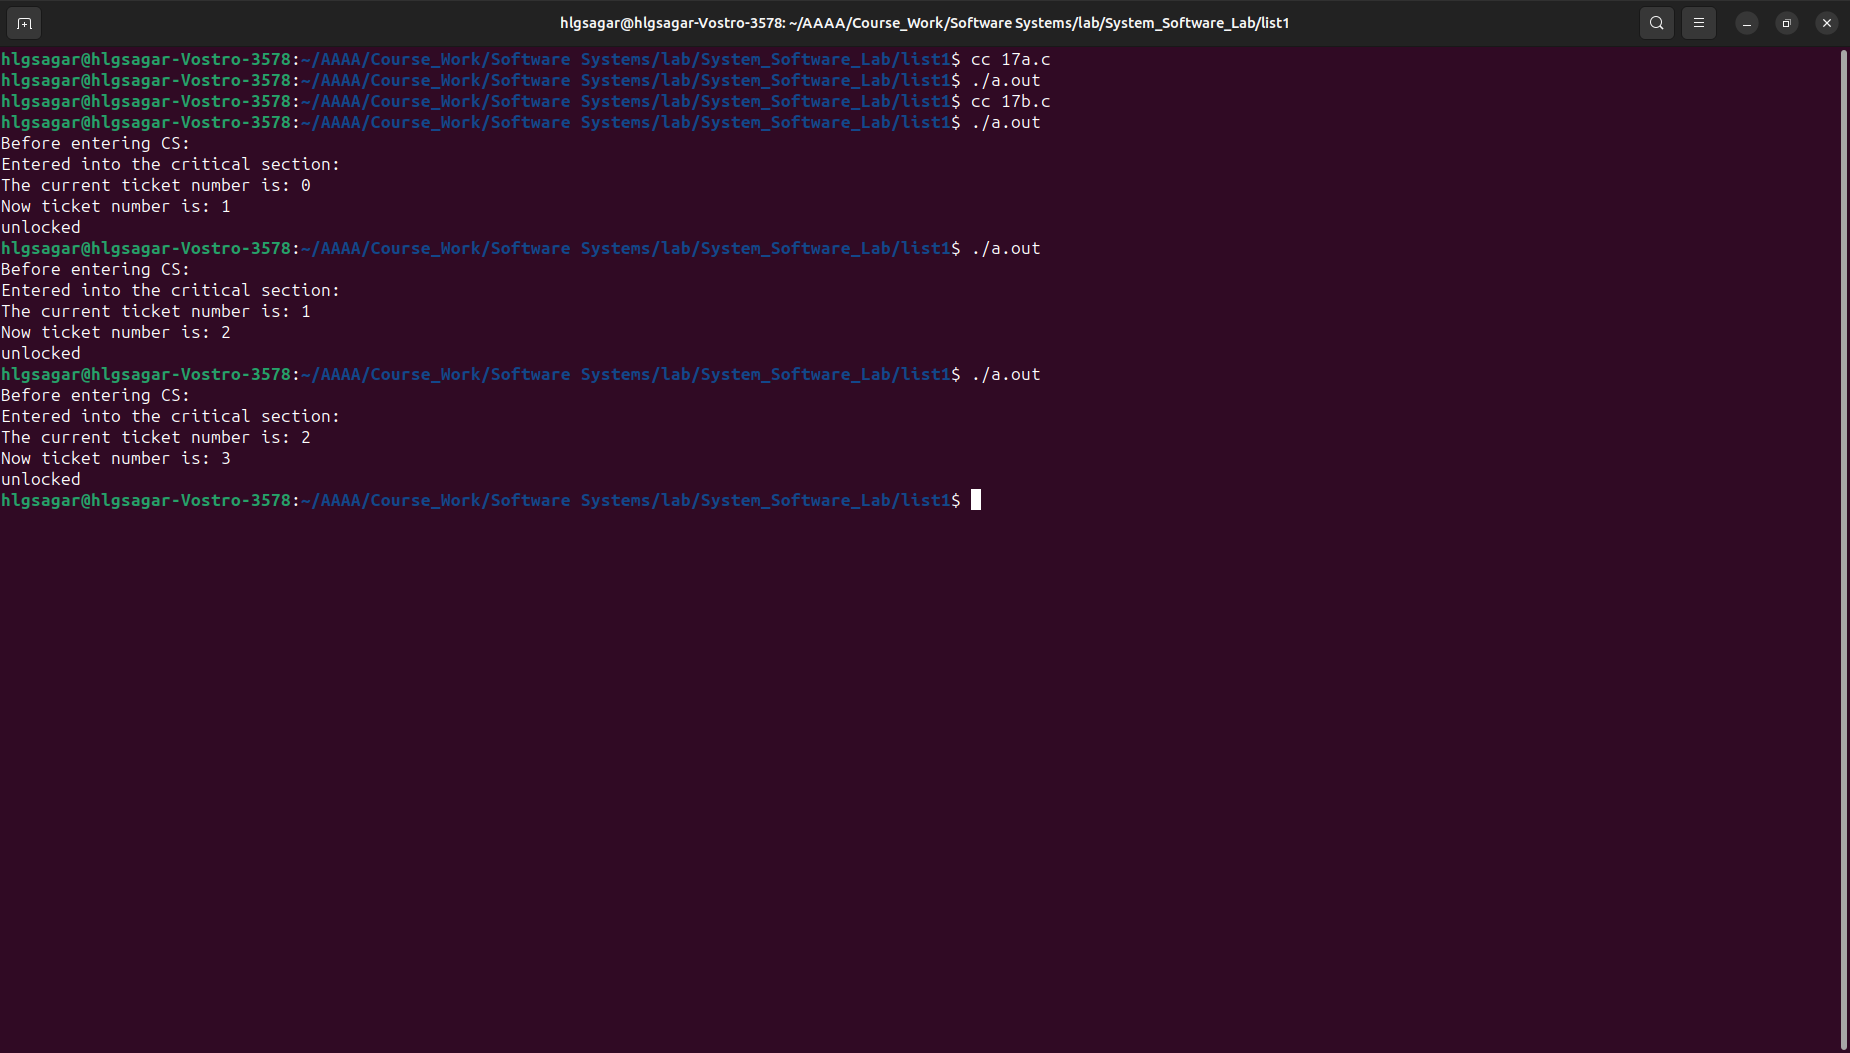 hlgsagar@hlgsagar-Vostro-3578: ~/AAAA/Course_Work/Software Systems/lab/System_Software_Lab/list1
hlgsagar@hlgsagar-Vostro-3578:~/AAAA/Course_Work/Software Systems/lab/System_Software_Lab/list1$ cc 17a.c
hlgsagar@hlgsagar-Vostro-3578:~/AAAA/Course_Work/Software Systems/lab/System_Software_Lab/list1$ ./a.out
hlgsagar@hlgsagar-Vostro-3578:~/AAAA/Course_Work/Software Systems/lab/System_Software_Lab/list1$ cc 17b.c
hlgsagar@hlgsagar-Vostro-3578:~/AAAA/Course_Work/Software Systems/lab/System_Software_Lab/list1$ ./a.out
Before entering CS:
Entered into the critical section:
The current ticket number is: 0
Now ticket number is: 1
unlocked
hlgsagar@hlgsagar-Vostro-3578:~/AAAA/Course_Work/Software Systems/lab/System_Software_Lab/list1$ ./a.out
Before entering CS:
Entered into the critical section:
The current ticket number is: 1
Now ticket number is: 2
unlocked
hlgsagar@hlgsagar-Vostro-3578:~/AAAA/Course_Work/Software Systems/lab/System_Software_Lab/list1$ ./a.out
Before entering CS:
Entered into the critical section:
The current ticket number is: 2
Now ticket number is: 3
unlocked
hlgsagar@hlgsagar-Vostro-3578:~/AAAA/Course_Work/Software Systems/lab/System_Software_Lab/list1$